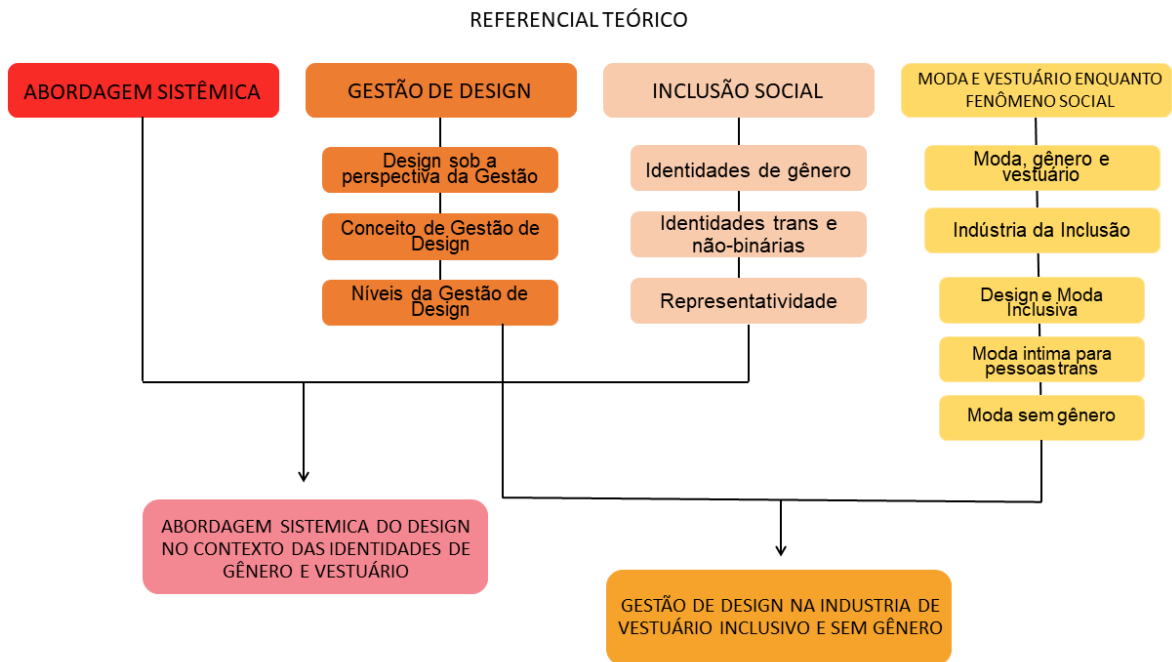 REFERENCIAL TEÓRICO
ABORDAGEM SISTÊMICA
GESTÃO DE DESIGN
Design sob a
perspectiva da Gestão
Conceito de Gestão de
Design
Níveis da Gestão de
Design
INCLUSÃO SOCIAL
Identidades de gênero
Identidades trans e
não-binárias
Representatividade
MODA E VESTUÁRIO ENQUANTO
FENÔMENO SOCIAL
Moda, gênero e
vestuário
Indústria da Inclusão
Design e Moda
Inclusiva
Moda intima para
pessoas trans
Moda sem gênero
ABORDAGEM SISTEMICA DO DESIGN
NO CONTEXTO DAS IDENTIDADES DE
GÊNERO E VESTUÁRIO
GESTÃO DE DESIGN NA INDUSTRIA DE
VESTUÁRIO INCLUSIVO E SEM GÊNERO